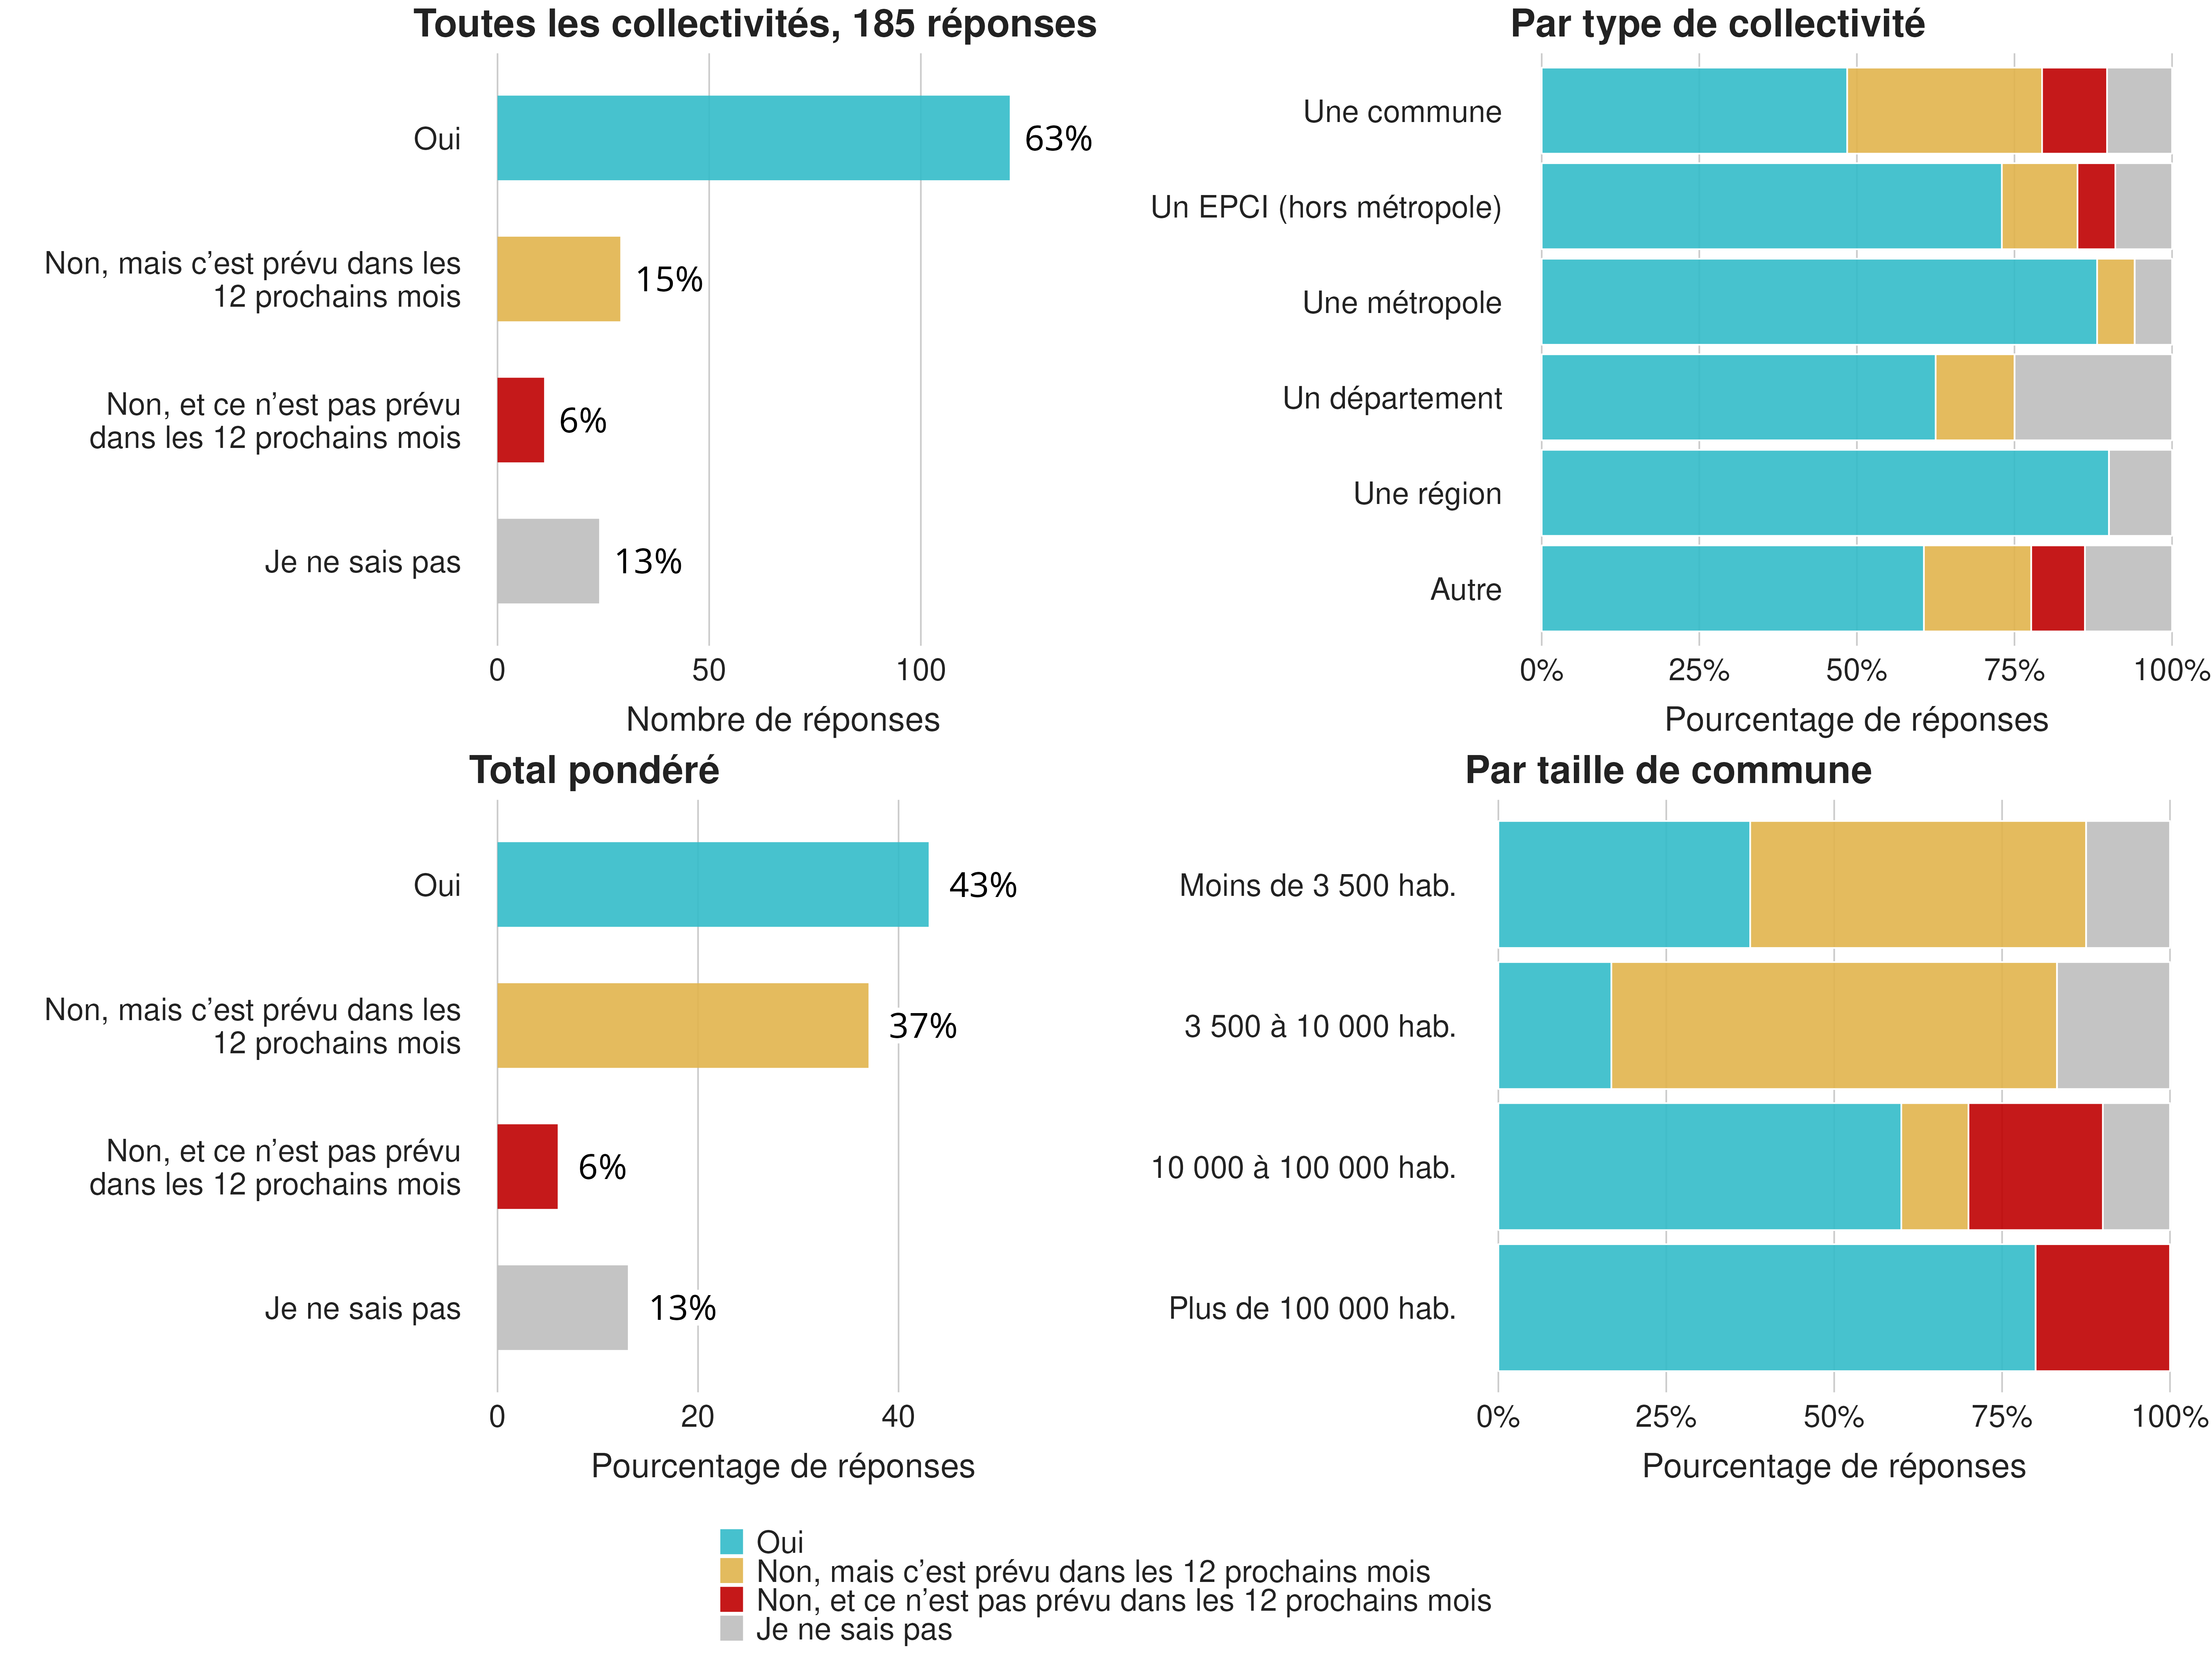 Toutes les collectivités, 185 réponses
Oui
63%
Non, mais c’est prévu dans les
12 prochains mois
15%
Non, et ce n’est pas prévu
dans les 12 prochains mois
6%
Je ne sais pas
13%
0 50 100
Nombre de réponses
Par type de collectivité
Une commune
Un EPCI (hors métropole)
Une métropole
Un département
Une région
Autre
0% 25% 50% 75% 100%
Pourcentage de réponses
Total pondéré
Oui
43%
Non, mais c’est prévu dans les
12 prochains mois
37%
Non, et ce n’est pas prévu
dans les 12 prochains mois
6%
Je ne sais pas
13%
0 20 40
Pourcentage de réponses
Par taille de commune
Moins de 3 500 hab.
3 500 à 10 000 hab.
10 000 à 100 000 hab.
Plus de 100 000 hab.
0% 25% 50% 75% 100%
Pourcentage de réponses
Oui
Non, mais c’est prévu dans les 12 prochains mois
Non, et ce n’est pas prévu dans les 12 prochains mois
Je ne sais pas